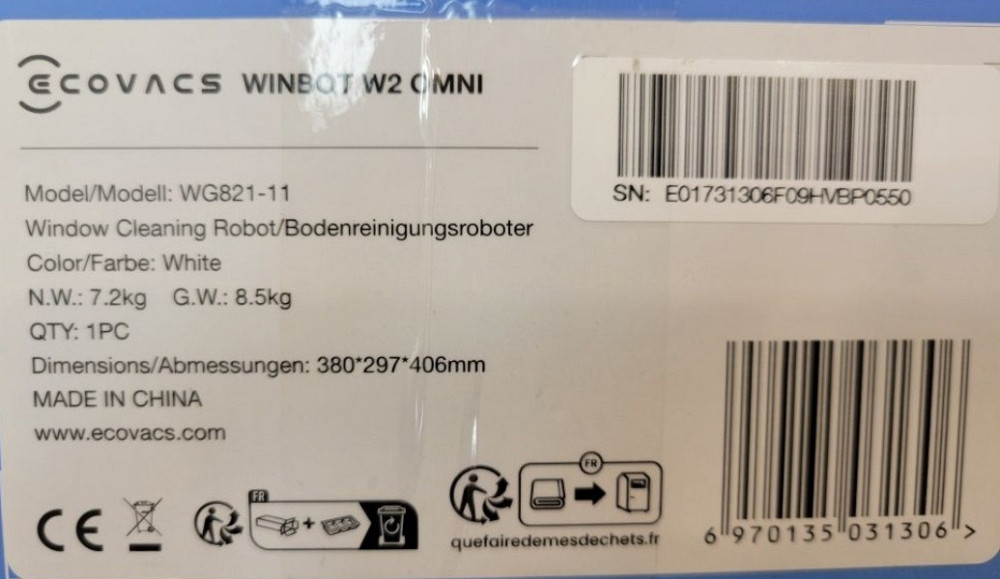 ECOVACS WINBOT W2 OMNI
Model/Modell: WG821-11
Window Cleaning Robot/Bodenreinigungsroboter
Color/Farbe: White
N.W.: 7.2kg G.W.: 8.5kg
QTY: 1PC
Dimensions/Abmessungen: 380*297*406mm
MADE IN CHINA
www.ecovacs.com
SN: E01731306F09HVBP0550
CE
FR
+
FR
quefairedemesdechets.fr
6 970135 031306 >